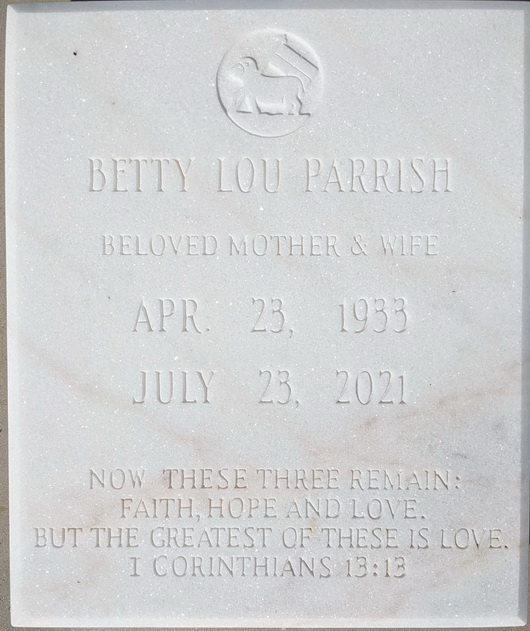 BETTY LOU PARRISH
BELOVED MOTHER & WIFE
APR. 23, 1933
JULY 23, 2021
NOW THESE THREE REMAIN:
FAITH, HOPE AND LOVE.
BUT THE GREATEST OF THESE IS LOVE.
I CORINTHIANS 13:13